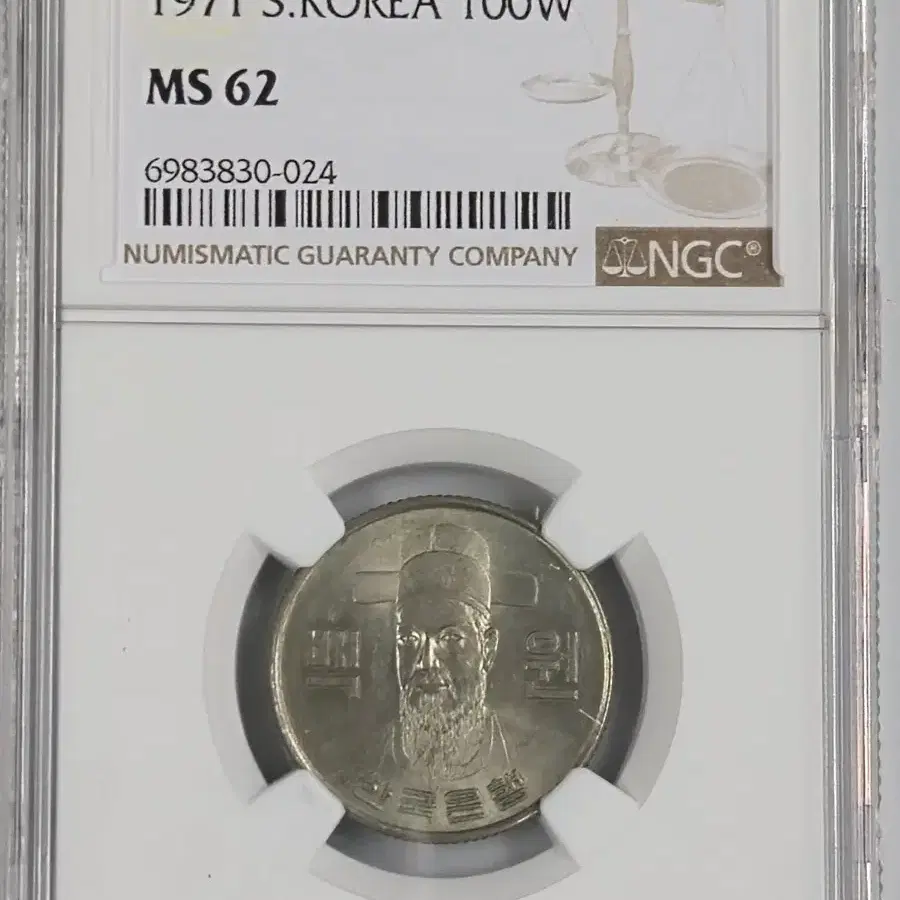 1971 S.KOREA 100W
MS 62
6983830-024
NUMISMATIC GUARANTY COMPANY
NGC®
백 원
한국은행